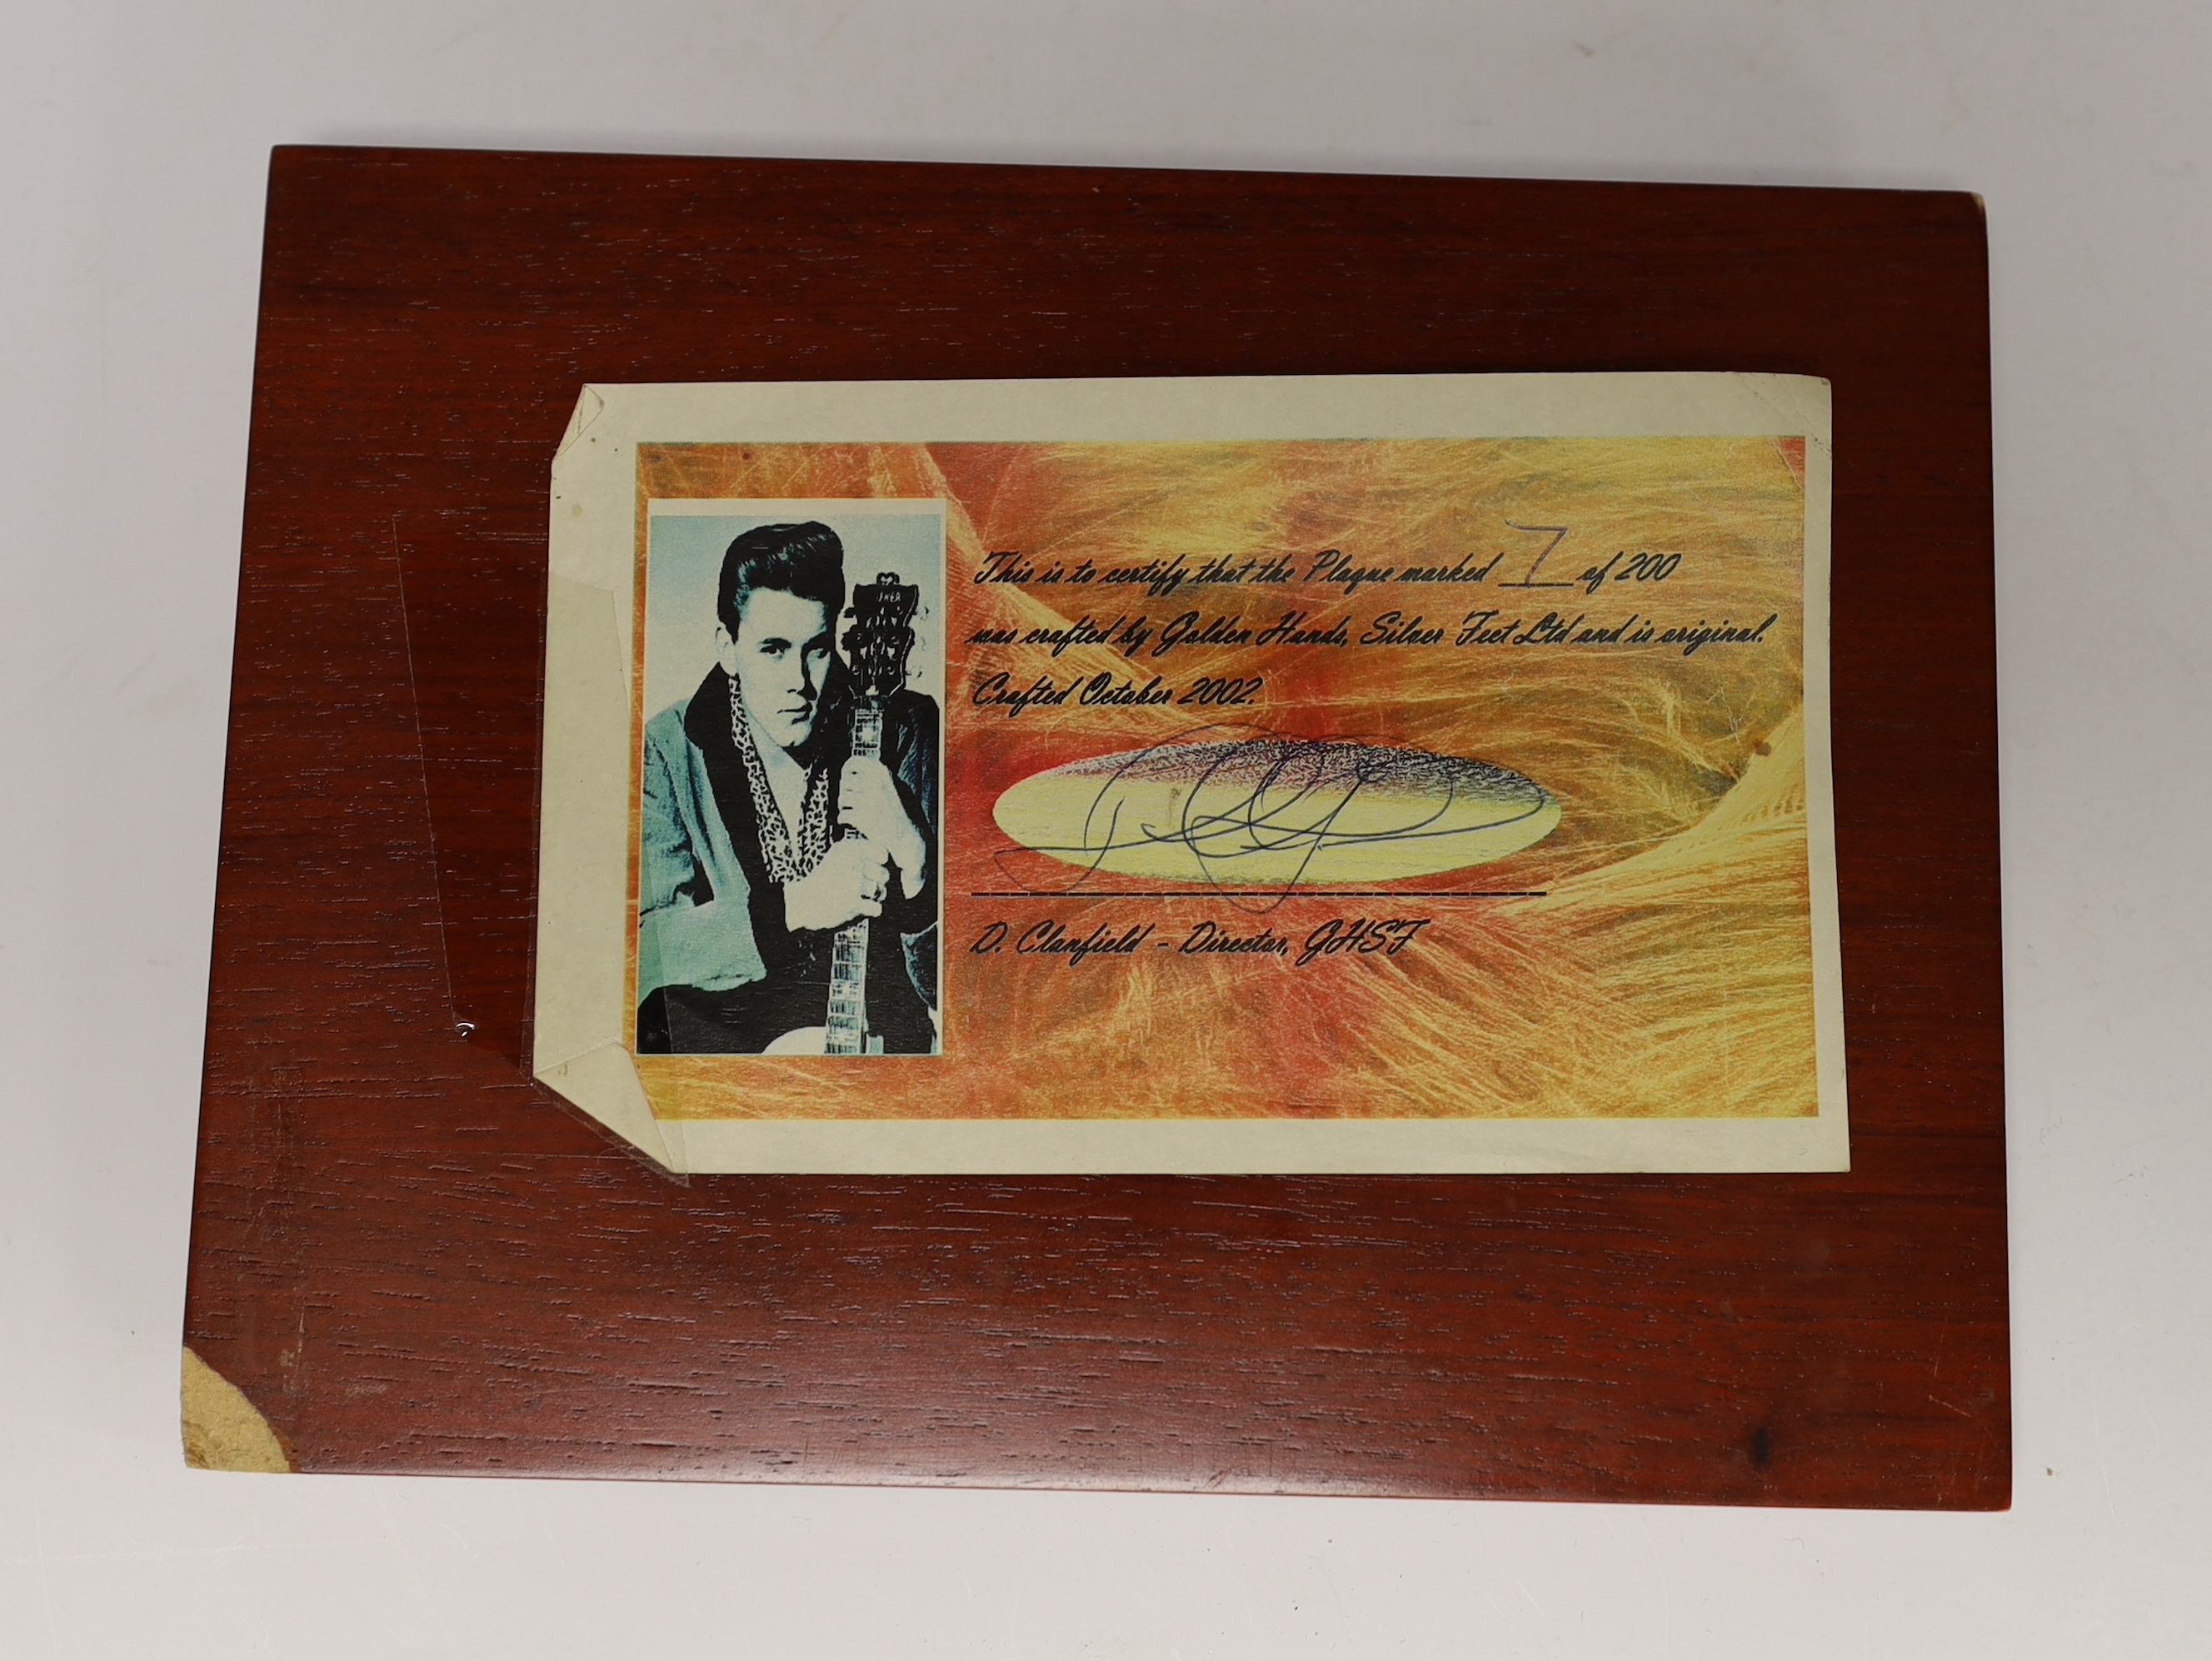 This is to certify that the Plaque marked 7 of 200
was crafted by Golden Hands, Silver Feet Ltd and is original.
Crafted October 2002.
D. Clanfield - Director, GHSF